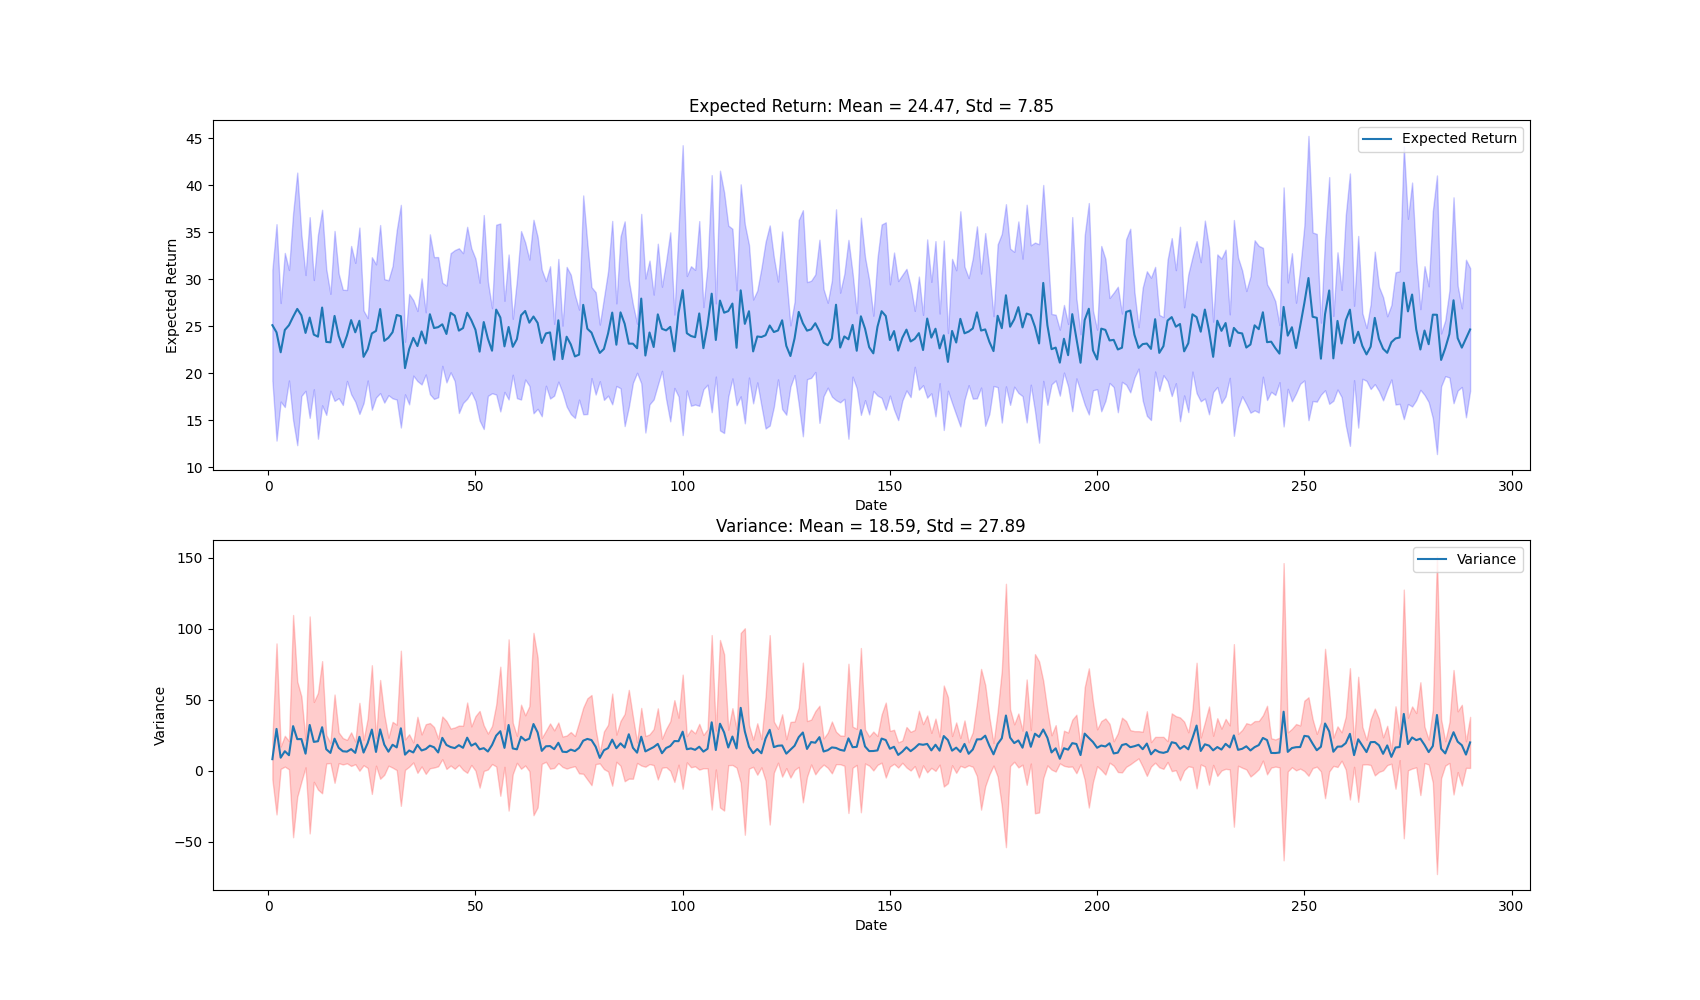 Expected Return: Mean = 24.47, Std = 7.85
Expected Return
45
40
35
30
25
20
15
10
Expected Return
0 50 100 150 200 250 300
Date
Variance: Mean = 18.59, Std = 27.89
Variance
150
100
50
0
−50
Variance
0 50 100 150 200 250 300
Date